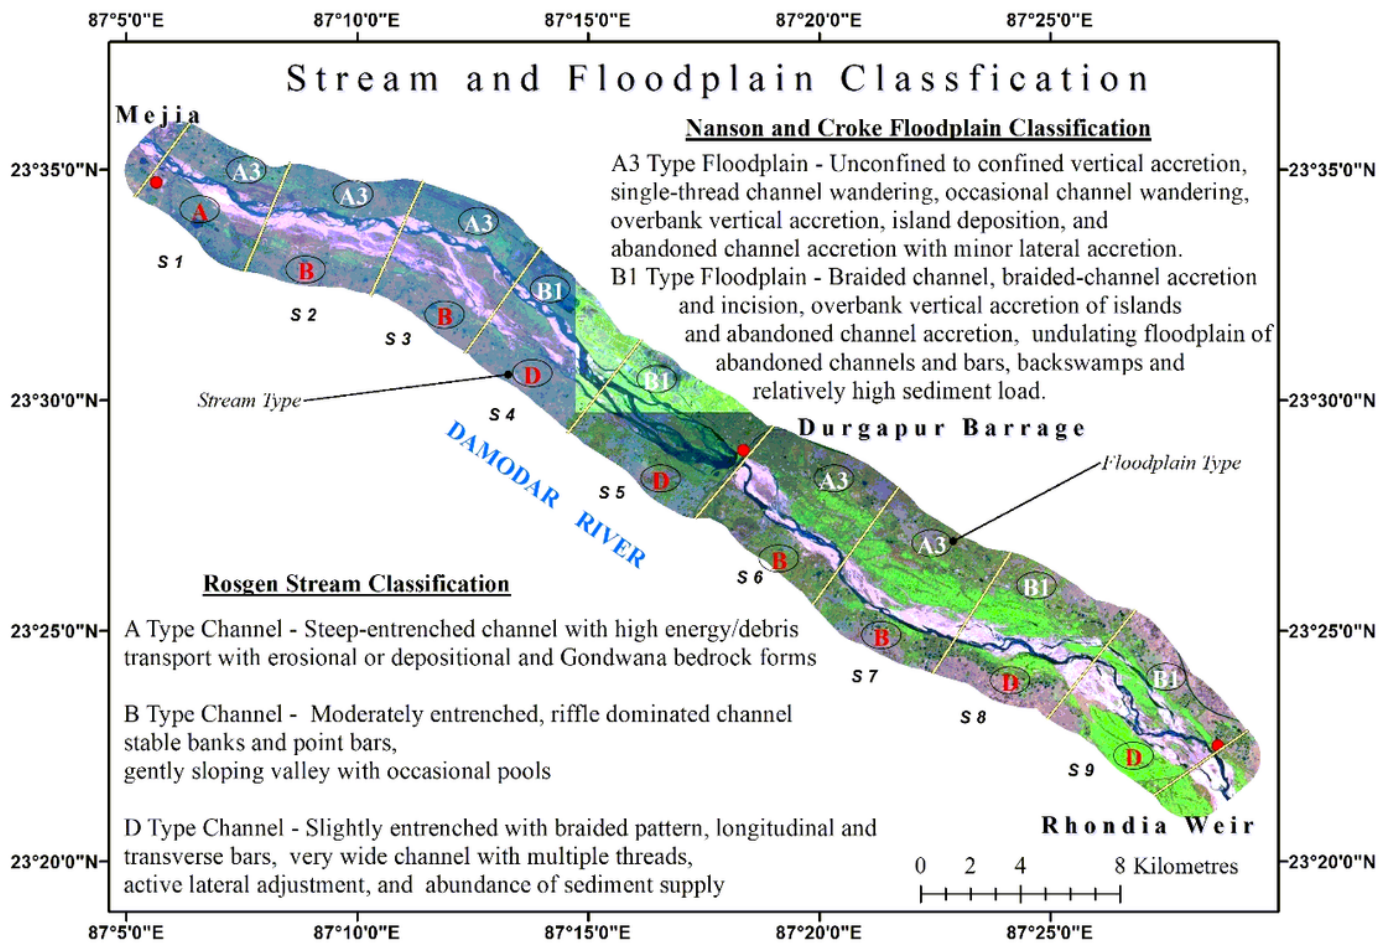 87°5'0"E 87°10'0"E 87°15'0"E 87°20'0"E 87°25'0"E
Stream and Floodplain Classfication
Mejia
Nanson and Croke Floodplain Classification
A3 Type Floodplain - Unconfined to confined vertical accretion,
single-thread channel wandering, occasional channel wandering,
overbank vertical accretion, island deposition, and
abandoned channel accretion with minor lateral accretion.
B1 Type Floodplain - Braided channel, braided-channel accretion
and incision, overbank vertical accretion of islands
and abandoned channel accretion, undulating floodplain of
abandoned channels and bars, backswamps and
relatively high sediment load.
23°35'0"N
23°35'0"N
A3
A3
A3
B1
B1
A
B
B
D
D
S 1
S 2
S 3
S 4
S 5
Stream Type
23°30'0"N
23°30'0"N
DAMODAR RIVER
Durgapur Barrage
Floodplain Type
A3
A3
B1
B1
B
B
D
D
S 6
S 7
S 8
S 9
Rosgen Stream Classification
A Type Channel - Steep-entrenched channel with high energy/debris
transport with erosional or depositional and Gondwana bedrock forms
B Type Channel - Moderately entrenched, riffle dominated channel
stable banks and point bars,
gently sloping valley with occasional pools
D Type Channel - Slightly entrenched with braided pattern, longitudinal and
transverse bars, very wide channel with multiple threads,
active lateral adjustment, and abundance of sediment supply
23°25'0"N
23°25'0"N
Rhondia Weir
0 2 4 8 Kilometres
23°20'0"N
23°20'0"N
87°5'0"E 87°10'0"E 87°15'0"E 87°20'0"E 87°25'0"E